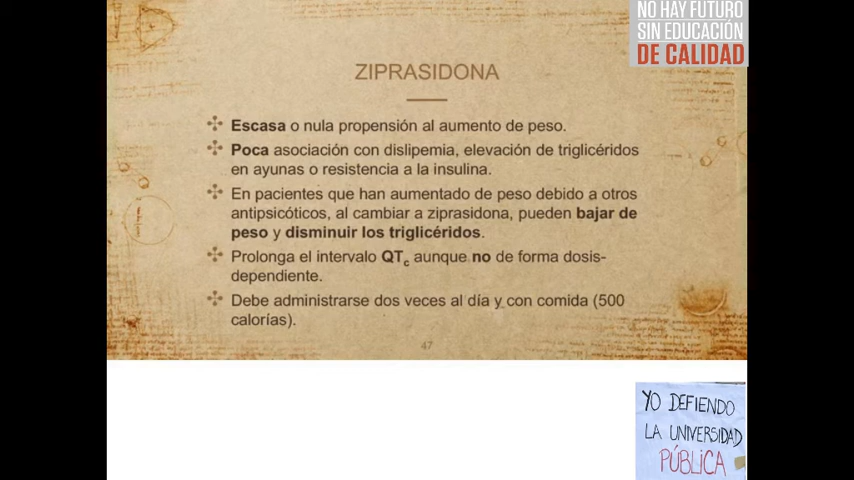 NO HAY FUTURO
SIN EDUCACIÓN
DE CALIDAD
ZIPRASIDONA
Escasa o nula propensión al aumento de peso.
Poca asociación con dislipemia, elevación de triglicéridos
en ayunas o resistencia a la insulina.
En pacientes que han aumentado de peso debido a otros
antipsicóticos, al cambiar a ziprasidona, pueden bajar de
peso y disminuir los triglicéridos.
Prolonga el intervalo QTc aunque no de forma dosis-
dependiente.
Debe administrarse dos veces al día y con comida (500
calorías).
47
YO DEFIENDO
LA UNIVERSIDAD
PÚBLICA